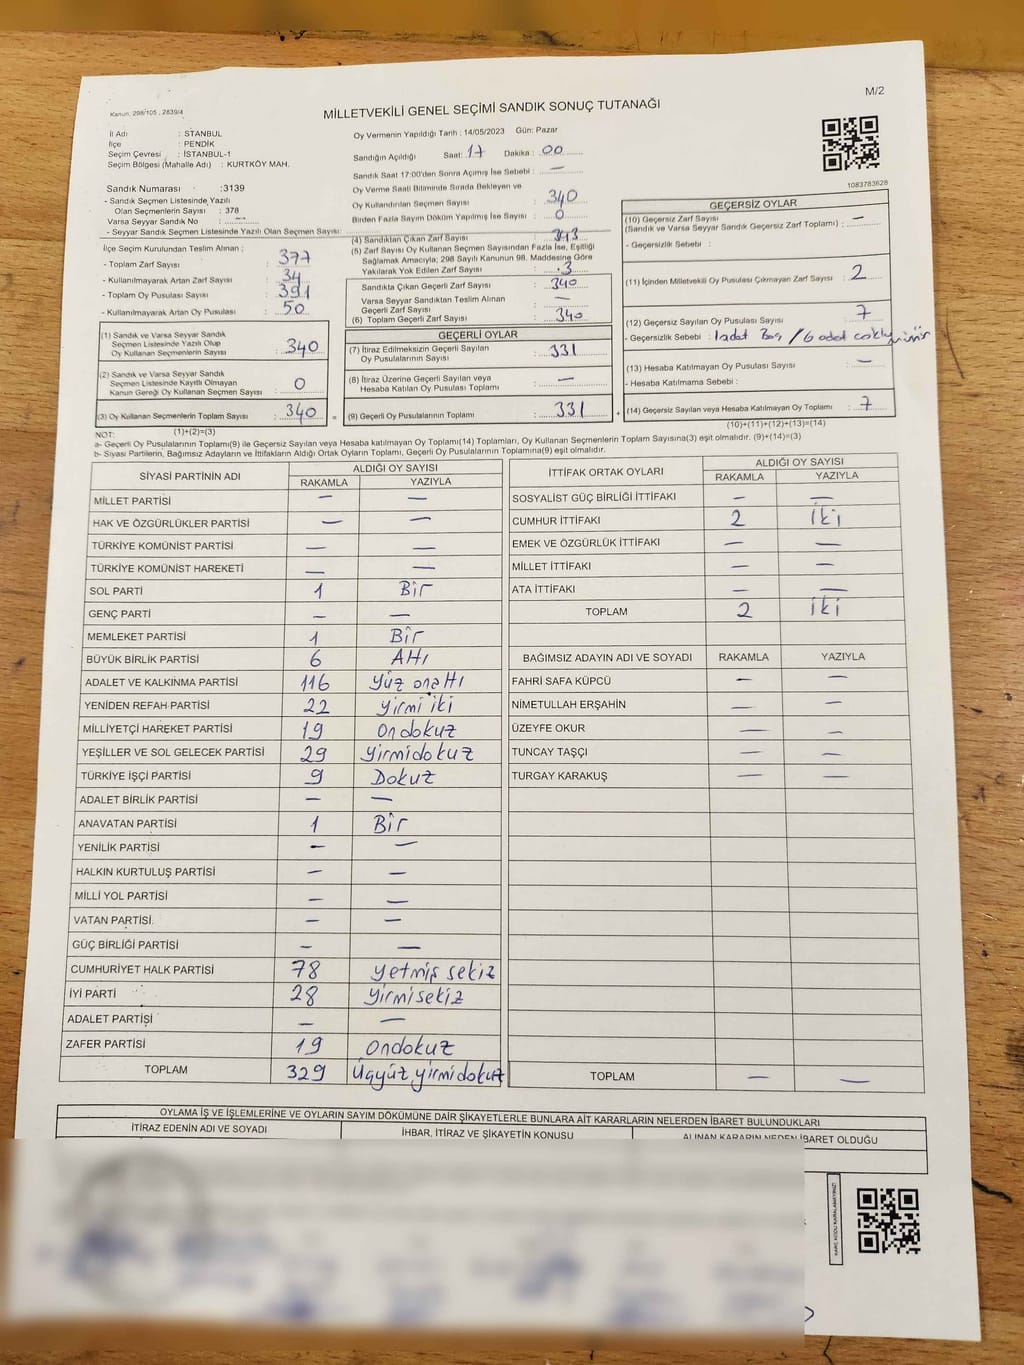 M/2
Kanun, 298/105 , 2839/4
MİLLETVEKİLİ GENEL SEÇİMİ SANDIK SONUÇ TUTANAĞI
İl Adı : İSTANBUL
İlçe : PENDİK
Seçim Çevresi : İSTANBUL-1
Seçim Bölgesi (Mahalle Adı) : KURTKÖY MAH.
Sandık Numarası :3139
- Sandık Seçmen Listesinde Yazılı
Olan Seçmenlerin Sayısı : 378
Varsa Seyyar Sandık No : —
- Seyyar Sandık Seçmen Listesinde Yazılı Olan Seçmen Sayısı:
İlçe Seçim Kurulundan Teslim Alınan ;
- Toplam Zarf Sayısı : 377
- Kullanılmayarak Artan Zarf Sayısı : 34
- Toplam Oy Pusulası Sayısı : 391
- Kullanılmayarak Artan Oy Pusulası : 50
(1) Sandık ve Varsa Seyyar Sandık
Seçmen Listesinde Yazılı Olup
Oy Kullanan Seçmenlerin Sayısı : 340
(2) Sandık ve Varsa Seyyar Sandık
Seçmen Listesinde Kayıtlı Olmayan
Kanun Gereği Oy Kullanan Seçmen Sayısı : 0
(3) Oy Kullanan Seçmenlerin Toplam Sayısı : 340
(1)+(2)=(3)
Oy Vermenin Yapıldığı Tarih : 14/05/2023 Gün: Pazar
Sandığın Açıldığı Saat: 17 Dakika : 00
Sandık Saat 17:00'den Sonra Açılmış İse Sebebi : —
Oy Verme Saati Bitiminde Sırada Bekleyen ve
Oy Kullandırılan Seçmen Sayısı : 340
Birden Fazla Sayım Döküm Yapılmış İse Sayısı : 0
(4) Sandıktan Çıkan Zarf Sayısı : 343
(5) Zarf Sayısı Oy Kullanan Seçmen Sayısından Fazla İse, Eşitliği
Sağlamak Amacıyla; 298 Sayılı Kanunun 98. Maddesine Göre
Yakılarak Yok Edilen Zarf Sayısı : 3
Sandıkta Çıkan Geçerli Zarf Sayısı : 340
Varsa Seyyar Sandıktan Teslim Alınan
Geçerli Zarf Sayısı : —
(6) Toplam Geçerli Zarf Sayısı : 340
GEÇERLİ OYLAR
(7) İtiraz Edilmeksizin Geçerli Sayılan
Oy Pusulalarının Sayısı : 331
(8) İtiraz Üzerine Geçerli Sayılan veya
Hesaba Katılan Oy Pusulası Toplamı : —
(9) Geçerli Oy Pusulalarının Toplamı : 331
1083783628
GEÇERSİZ OYLAR
(10) Geçersiz Zarf Sayısı
(Sandık ve Varsa Seyyar Sandık Geçersiz Zarf Toplamı) : —
- Geçersizlik Sebebi :
(11) İçinden Milletvekili Oy Pusulası Çıkmayan Zarf Sayısı : 2
(12) Geçersiz Sayılan Oy Pusulası Sayısı : 7
- Geçersizlik Sebebi : 1 adet Boş / 6 adet çoklu mühür
(13) Hesaba Katılmayan Oy Pusulası Sayısı : —
- Hesaba Katılmama Sebebi :
(14) Geçersiz Sayılan veya Hesaba Katılmayan Oy Toplamı : 7
(10)+(11)+(12)+(13)=(14)
NOT:
a- Geçerli Oy Pusulalarının Toplamı(9) ile Geçersiz Sayılan veya Hesaba katılmayan Oy Toplamı(14) Toplamları, Oy Kullanan Seçmenlerin Toplam Sayısına(3) eşit olmalıdır. (9)+(14)=(3)
b- Siyasi Partilerin, Bağımsız Adayların ve İttifakların Aldığı Ortak Oyların Toplamı, Geçerli Oy Pusulalarının Toplamına(9) eşit olmalıdır.
SİYASİ PARTİNİN ADI ALDIĞI OY SAYISI
RAKAMLA YAZIYLA
MİLLET PARTİSİ — —
HAK VE ÖZGÜRLÜKLER PARTİSİ — —
TÜRKİYE KOMÜNİST PARTİSİ — —
TÜRKİYE KOMÜNİST HAREKETİ — —
SOL PARTİ 1 Bir
GENÇ PARTİ — —
MEMLEKET PARTİSİ 1 Bir
BÜYÜK BİRLİK PARTİSİ 6 Altı
ADALET VE KALKINMA PARTİSİ 116 Yüz onaltı
YENİDEN REFAH PARTİSİ 22 yirmi iki
MİLLİYETÇİ HAREKET PARTİSİ 19 on dokuz
YEŞİLLER VE SOL GELECEK PARTİSİ 29 yirmidokuz
TÜRKİYE İŞÇİ PARTİSİ 9 Dokuz
ADALET BİRLİK PARTİSİ — —
ANAVATAN PARTİSİ 1 Bir
YENİLİK PARTİSİ — —
HALKIN KURTULUŞ PARTİSİ — —
MİLLİ YOL PARTİSİ — —
VATAN PARTİSİ — —
GÜÇ BİRLİĞİ PARTİSİ — —
CUMHURİYET HALK PARTİSİ 78 yetmiş sekiz
İYİ PARTİ 28 yirmisekiz
ADALET PARTİSİ — —
ZAFER PARTİSİ 19 ondokuz
TOPLAM 329 Üçyüz yirmidokuz
İTTİFAK ORTAK OYLARI ALDIĞI OY SAYISI
RAKAMLA YAZIYLA
SOSYALİST GÜÇ BİRLİĞİ İTTİFAKI — —
CUMHUR İTTİFAKI 2 iki
EMEK VE ÖZGÜRLÜK İTTİFAKI — —
MİLLET İTTİFAKI — —
ATA İTTİFAKI — —
TOPLAM 2 iki
BAĞIMSIZ ADAYIN ADI VE SOYADI RAKAMLA YAZIYLA
FAHRİ SAFA KÜPCÜ — —
NİMETULLAH ERŞAHİN — —
ÜZEYFE OKUR — —
TUNCAY TAŞÇI — —
TURGAY KARAKUŞ — —
TOPLAM — —
OYLAMA İŞ VE İŞLEMLERİNE VE OYLARIN SAYIM DÖKÜMÜNE DAİR ŞİKAYETLERLE BUNLARA AİT KARARLARIN NELERDEN İBARET BULUNDUKLARI
İTİRAZ EDENİN ADI VE SOYADI İHBAR, İTİRAZ VE ŞİKAYETİN KONUSU ALINAN KARARIN NEDEN İBARET OLDUĞU
KARE KODU KARALAMAYINIZ!